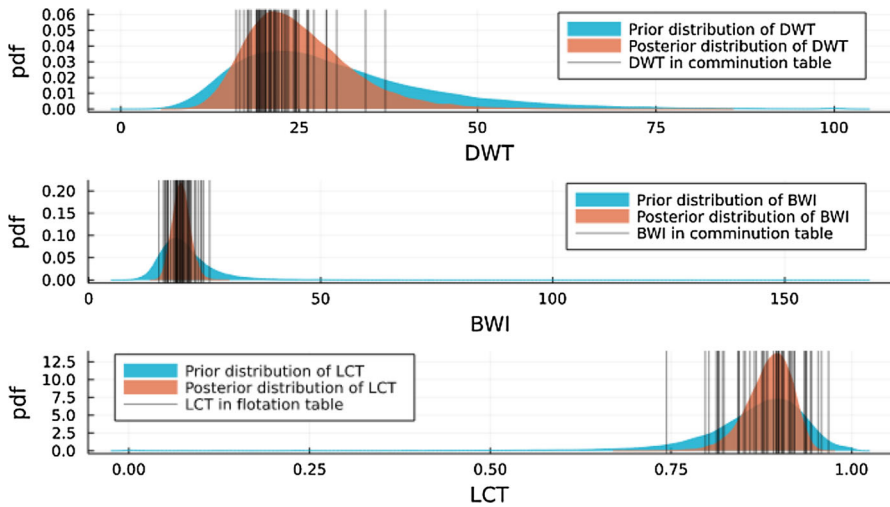 pdf
0.06
0.05
0.04
0.03
0.02
0.01
0.00
Prior distribution of DWT
Posterior distribution of DWT
DWT in comminution table
0 25 50 75 100
DWT
pdf
0.20
0.15
0.10
0.05
0.00
Prior distribution of BWI
Posterior distribution of BWI
BWI in comminution table
0 50 100 150
BWI
pdf
12.5
10.0
7.5
5.0
2.5
0.0
Prior distribution of LCT
Posterior distribution of LCT
LCT in flotation table
0.00 0.25 0.50 0.75 1.00
LCT